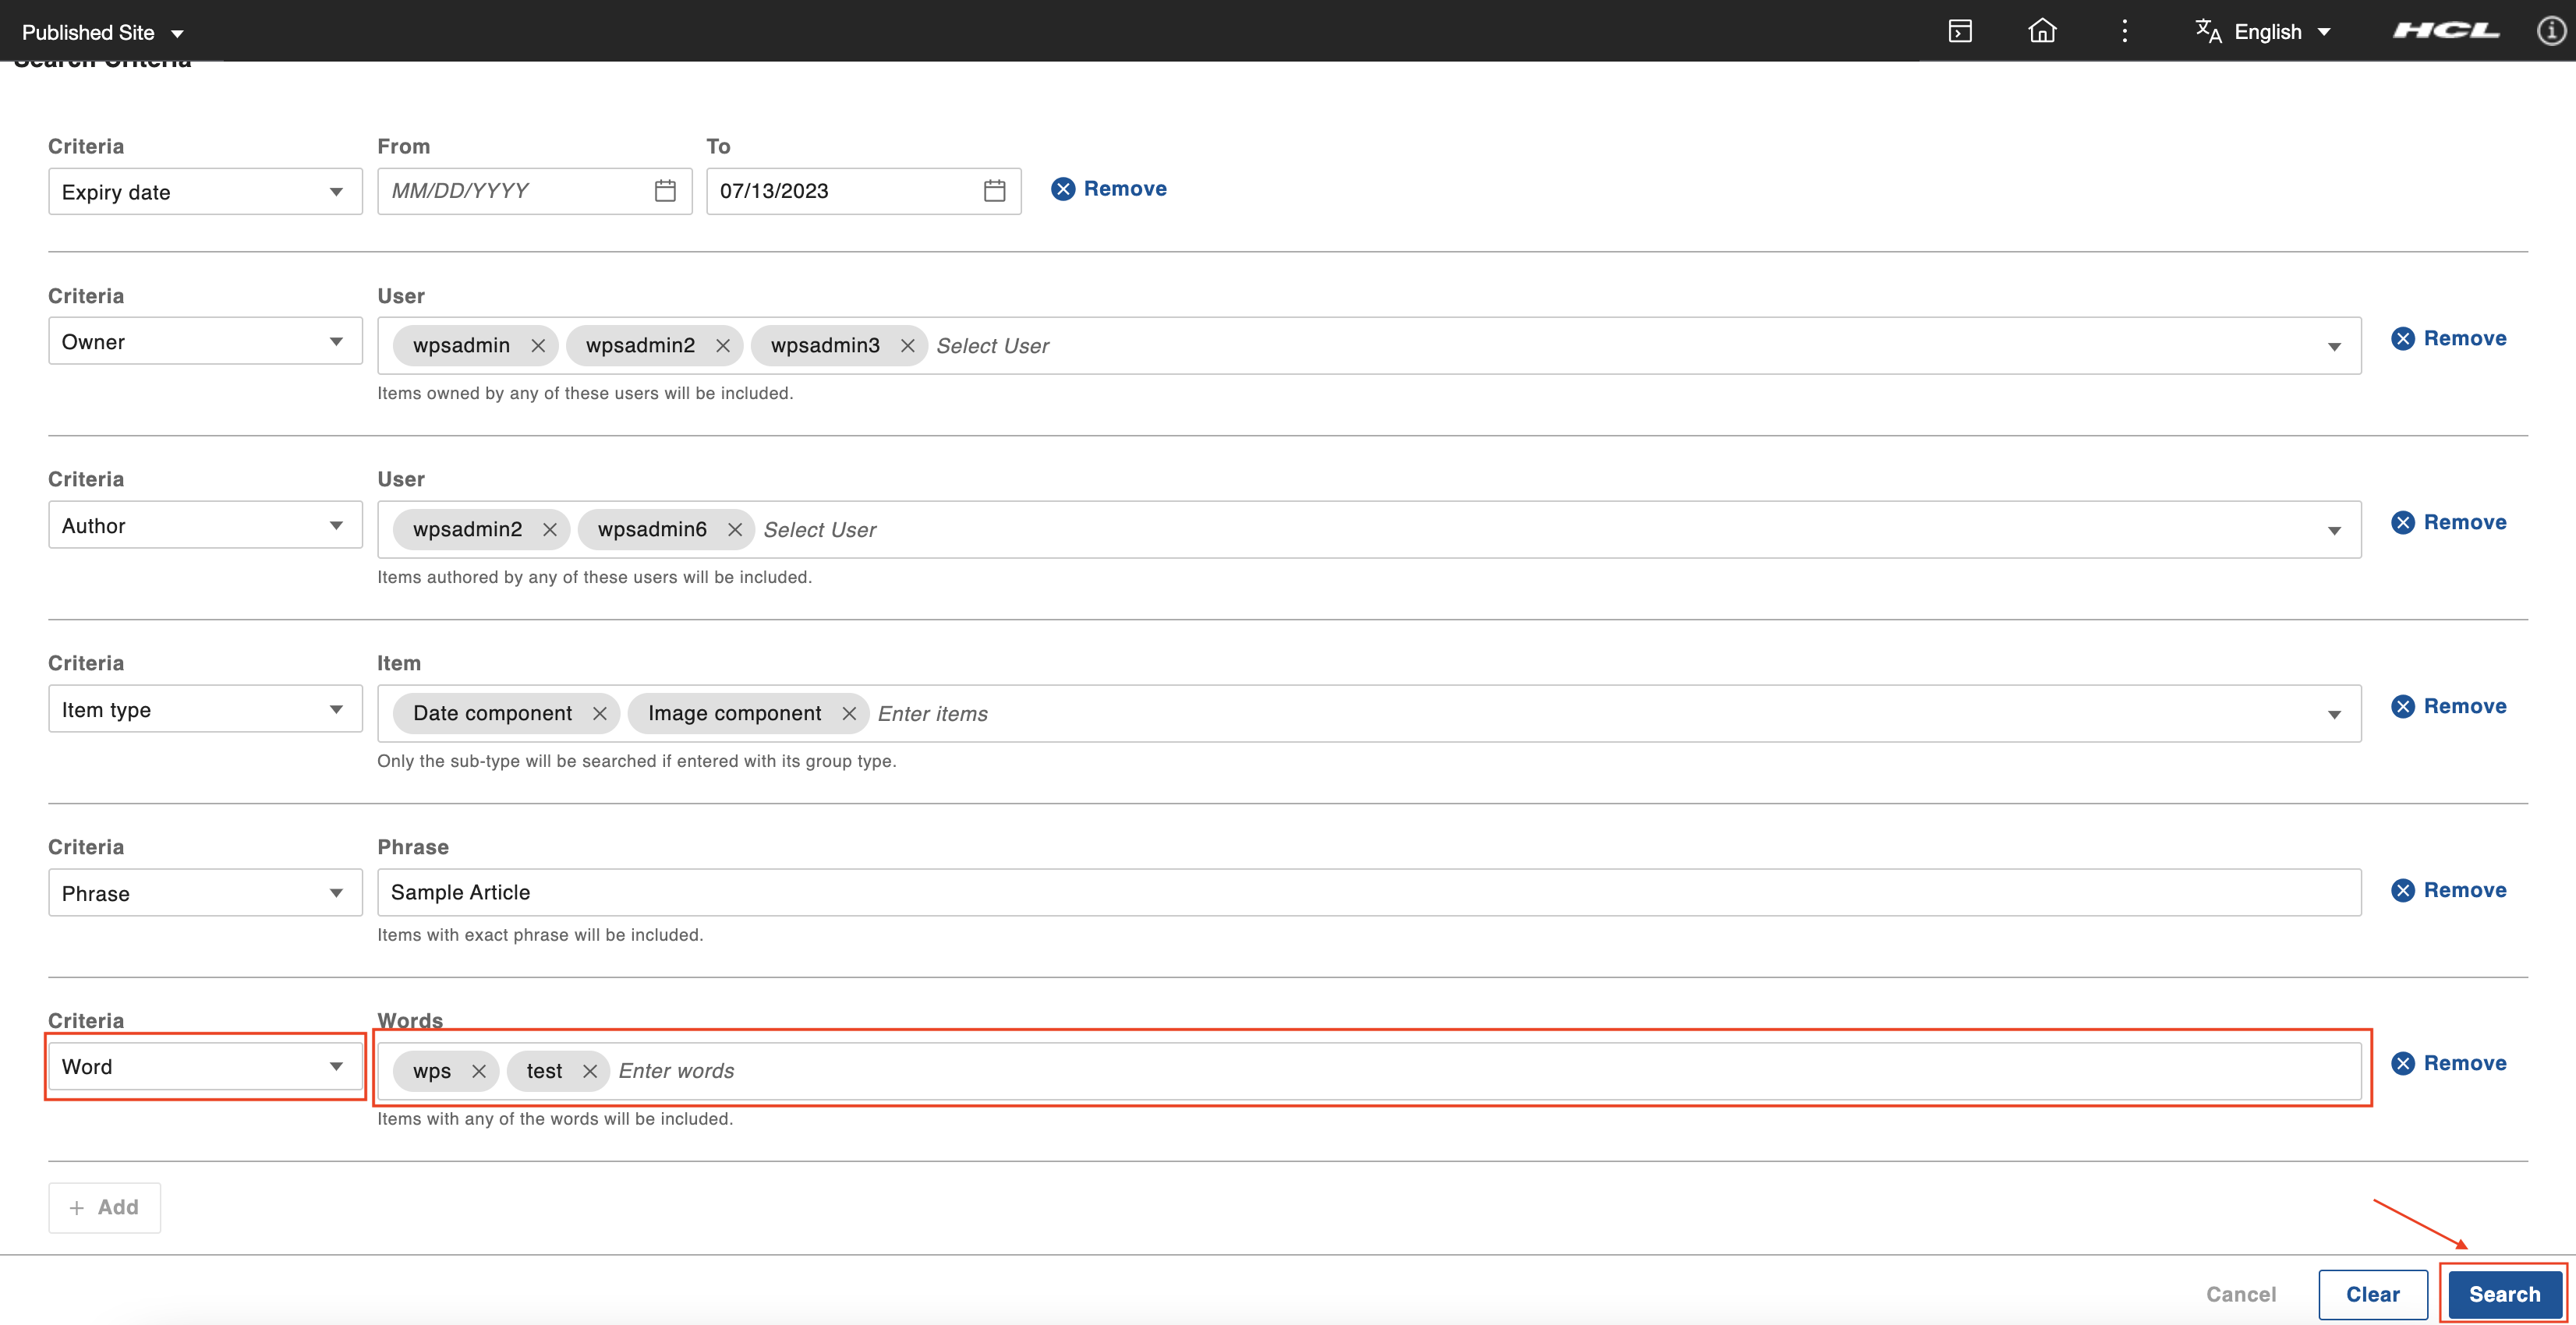 Published Site
English
HCL
Search Criteria
Criteria
From
To
Expiry date
MM/DD/YYYY
07/13/2023
Remove
Criteria
User
Owner
wpsadmin
wpsadmin2
wpsadmin3
Select User
Remove
Items owned by any of these users will be included.
Criteria
User
Author
wpsadmin2
wpsadmin6
Select User
Remove
Items authored by any of these users will be included.
Criteria
Item
Item type
Date component
Image component
Enter items
Remove
Only the sub-type will be searched if entered with its group type.
Criteria
Phrase
Phrase
Sample Article
Remove
Items with exact phrase will be included.
Criteria
Words
Word
wps
test
Enter words
Remove
Items with any of the words will be included.
+ Add
Cancel
Clear
Search